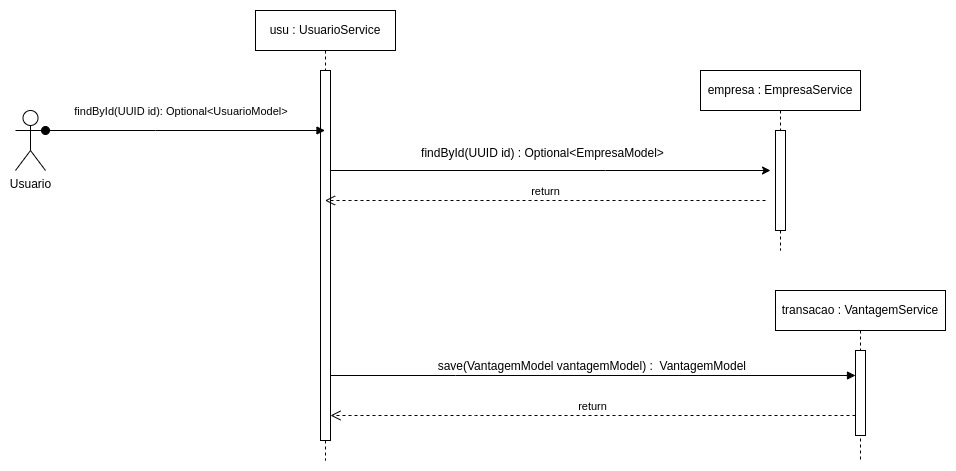 usu : UsuarioService
empresa : EmpresaService
findById(UUID id): Optional<UsuarioModel>
findById(UUID id) : Optional<EmpresaModel>
Usuario
return
transacao : VantagemService
save(VantagemModel vantagemModel) :  VantagemModel
return